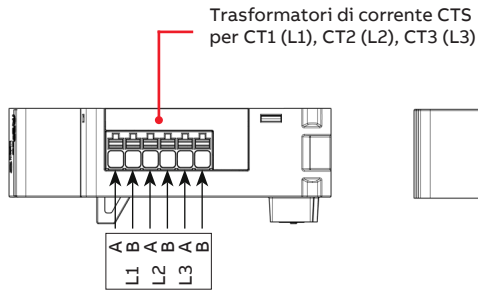 Trasformatori di corrente CTS
per CT1 (L1), CT2 (L2), CT3 (L3)
A B A B A B
L1 L2 L3